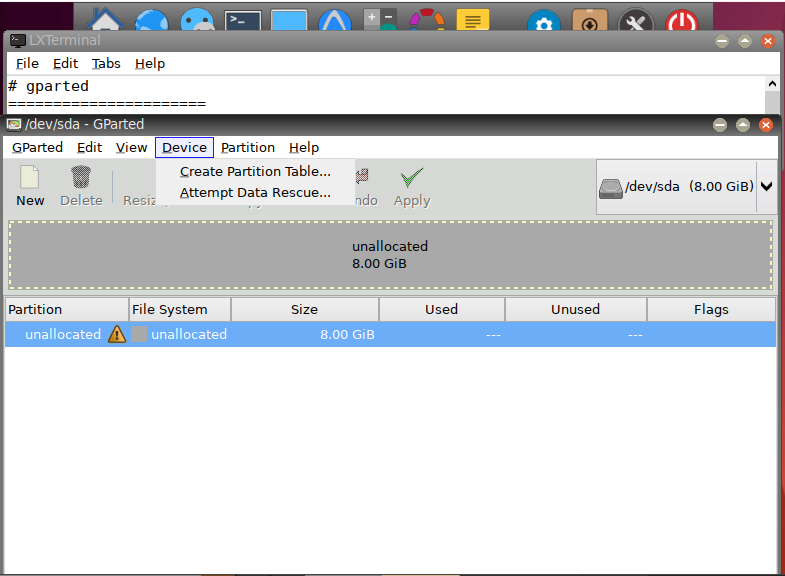 LXTerminal
File Edit Tabs Help
# gparted
======================
/dev/sda - GParted
GParted Edit View Device Partition Help
Create Partition Table...
Attempt Data Rescue...
New Delete Apply
/dev/sda (8.00 GiB)
unallocated
8.00 GiB
Partition File System Size Used Unused Flags
unallocated unallocated 8.00 GiB --- ---